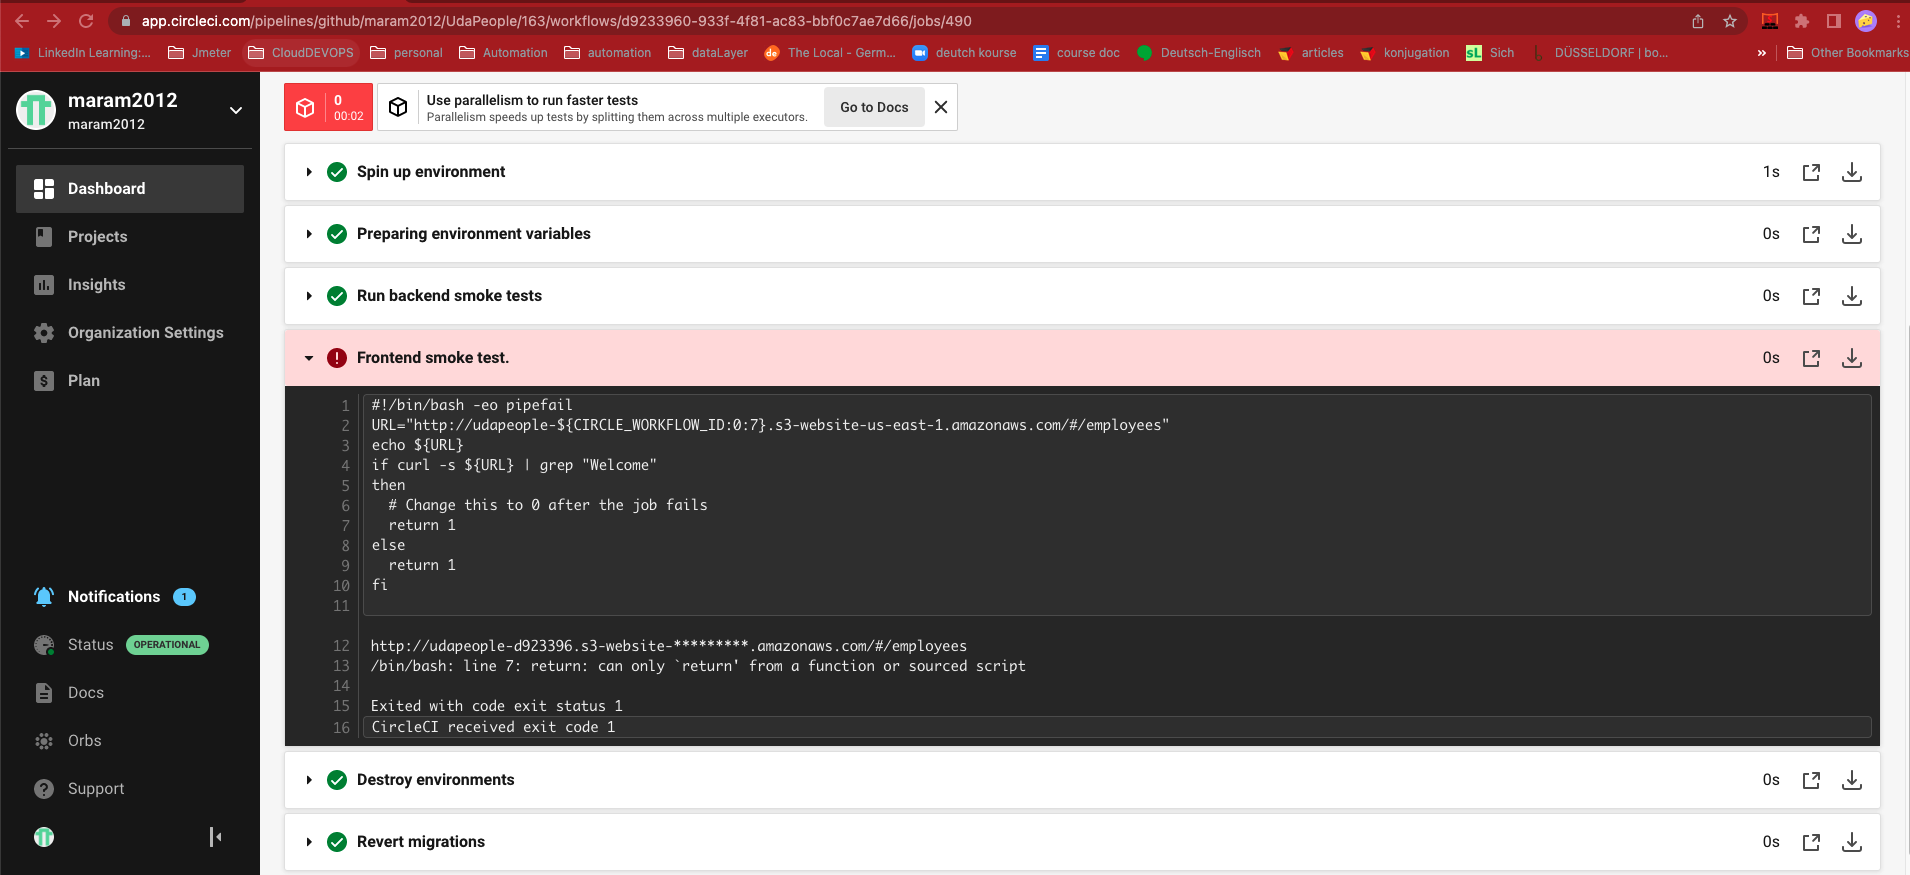 app.circleci.com/pipelines/github/maram2012/UdaPeople/163/workflows/d9233960-933f-4f81-ac83-bbf0c7ae7d66/jobs/490
LinkedIn Learning:...
Jmeter
CloudDEVOPS
personal
Automation
automation
dataLayer
de
The Local - Germ...
deutch kourse
course doc
Deutsch-Englisch
articles
konjugation
sL
Sich
DÜSSELDORF | bo...
»
Other Bookmarks
maram2012
maram2012
Dashboard
Projects
Insights
Organization Settings
Plan
Notifications 1
Status OPERATIONAL
Docs
Orbs
Support
0
00:02
Use parallelism to run faster tests
Parallelism speeds up tests by splitting them across multiple executors.
Go to Docs
Spin up environment 1s
Preparing environment variables 0s
Run backend smoke tests 0s
Frontend smoke test. 0s
1 #!/bin/bash -eo pipefail
2 URL="http://udapeople-${CIRCLE_WORKFLOW_ID:0:7}.s3-website-us-east-1.amazonaws.com/#/employees"
3 echo ${URL}
4 if curl -s ${URL} | grep "Welcome"
5 then
6 # Change this to 0 after the job fails
7 return 1
8 else
9 return 1
10 fi
11
12 http://udapeople-d923396.s3-website-*********.amazonaws.com/#/employees
13 /bin/bash: line 7: return: can only `return' from a function or sourced script
14
15 Exited with code exit status 1
16 CircleCI received exit code 1
Destroy environments 0s
Revert migrations 0s